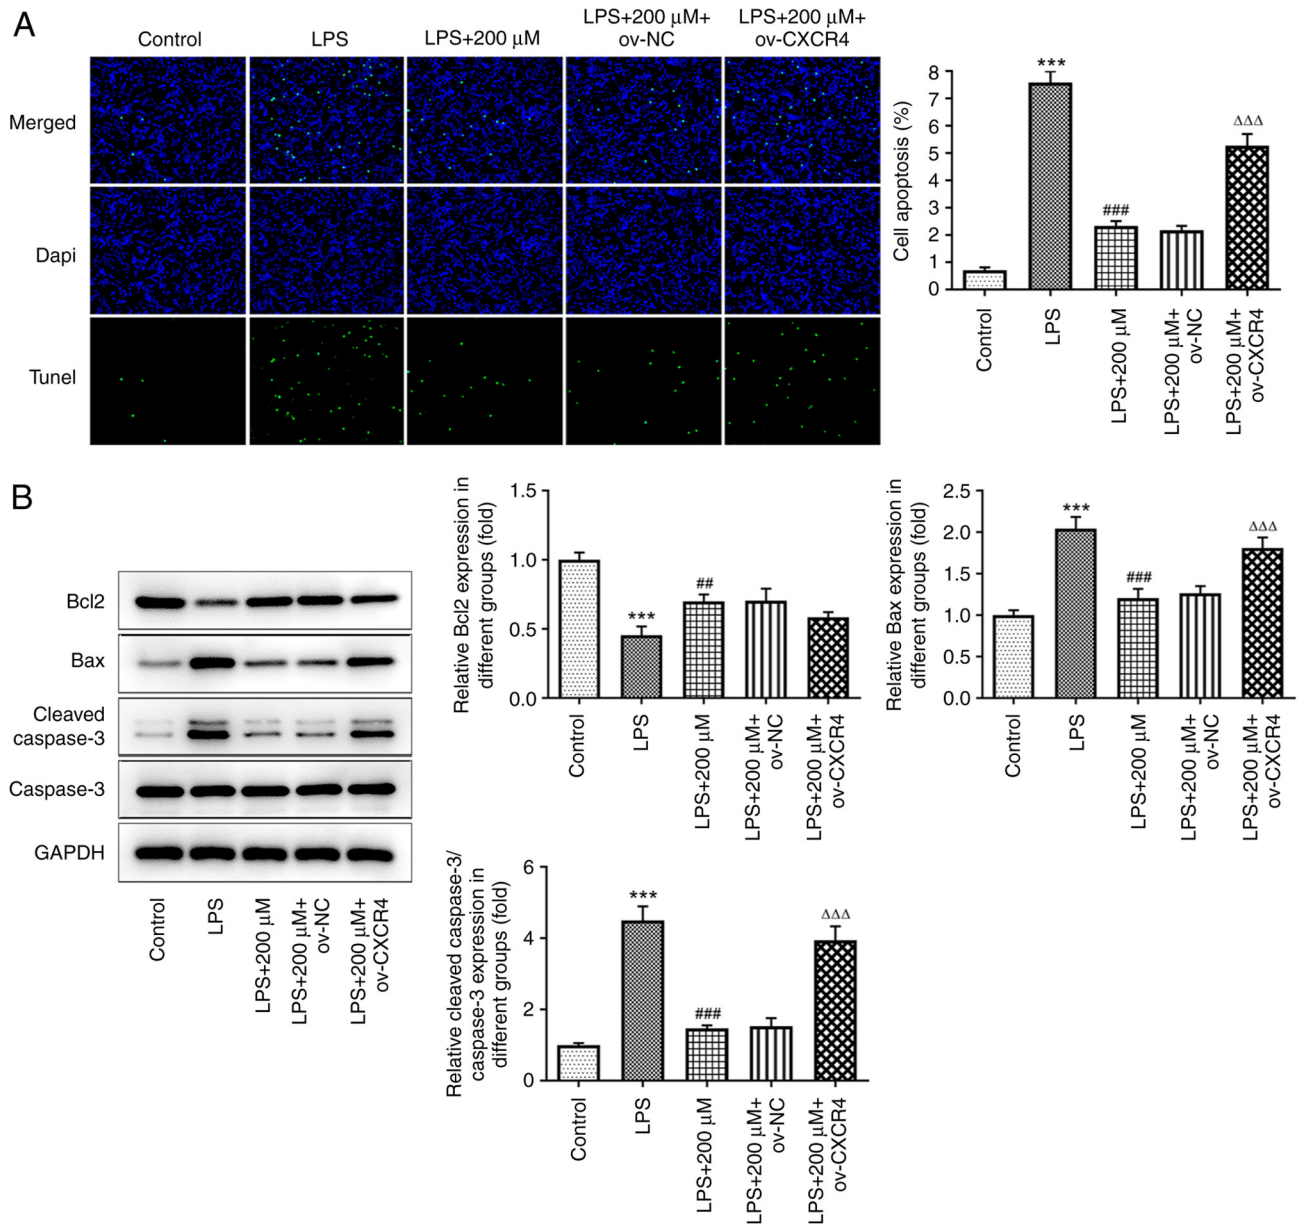 A
Control
LPS
LPS+200 μM
LPS+200 μM+
ov-NC
LPS+200 μM+
ov-CXCR4
Merged
Dapi
Tunel
Cell apoptosis (%)
8
7
6
5
4
3
2
1
0
***
###
ΔΔΔ
Control
LPS
LPS+200 μM
LPS+200 μM+
ov-NC
LPS+200 μM+
ov-CXCR4
B
Bcl2
Bax
Cleaved
caspase-3
Caspase-3
GAPDH
Control
LPS
LPS+200 μM
LPS+200 μM+
ov-NC
LPS+200 μM+
ov-CXCR4
Relative Bcl2 expression in
different groups (fold)
1.5
1.0
0.5
0.0
***
##
Control
LPS
LPS+200 μM
LPS+200 μM+
ov-NC
LPS+200 μM+
ov-CXCR4
Relative Bax expression in
different groups (fold)
2.5
2.0
1.5
1.0
0.5
0.0
***
###
ΔΔΔ
Control
LPS
LPS+200 μM
LPS+200 μM+
ov-NC
LPS+200 μM+
ov-CXCR4
Relative cleaved caspase-3/
caspase-3 expression in
different groups (fold)
6
4
2
0
***
###
ΔΔΔ
Control
LPS
LPS+200 μM
LPS+200 μM+
ov-NC
LPS+200 μM+
ov-CXCR4